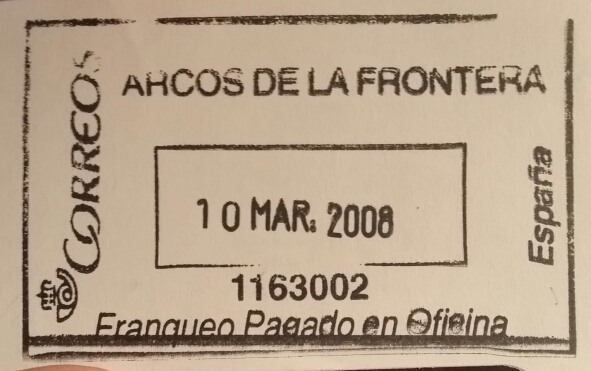 CORREOS
ARCOS DE LA FRONTERA
10 MAR. 2008
España
1163002
Franqueo Pagado en Oficina